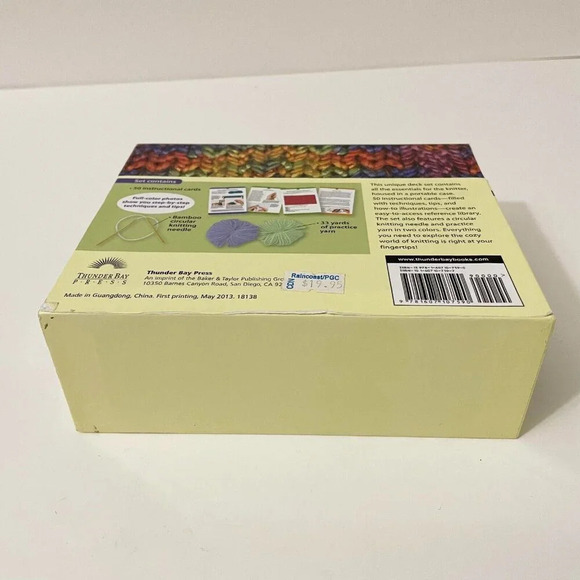 Set contains
• 50 instructional cards
Full-color photos
show you step-by-step
techniques and tips!
• Bamboo
circular
knitting
needle
• 33 yards
of practice
yarn
This unique deck set contains
all the essentials for the knitter,
housed in a portable case.
50 instructional cards—filled
with techniques, tips, and
how-to illustrations—create an
easy-to-access reference library.
The set also features a circular
knitting needle and practice
yarn in two colors. Everything
you need to explore the cozy
world of knitting is right at your
fingertips!
THUNDER BAY
P·R·E·S·S
Thunder Bay Press
An imprint of the Baker & Taylor Publishing Gro
10350 Barnes Canyon Road, San Diego, CA 92
Made in Guangdong, China. First printing, May 2013. 18138
Raincoast/PGC
CDN $19.95
www.thunderbaybooks.com
90000>
9 781607 107392